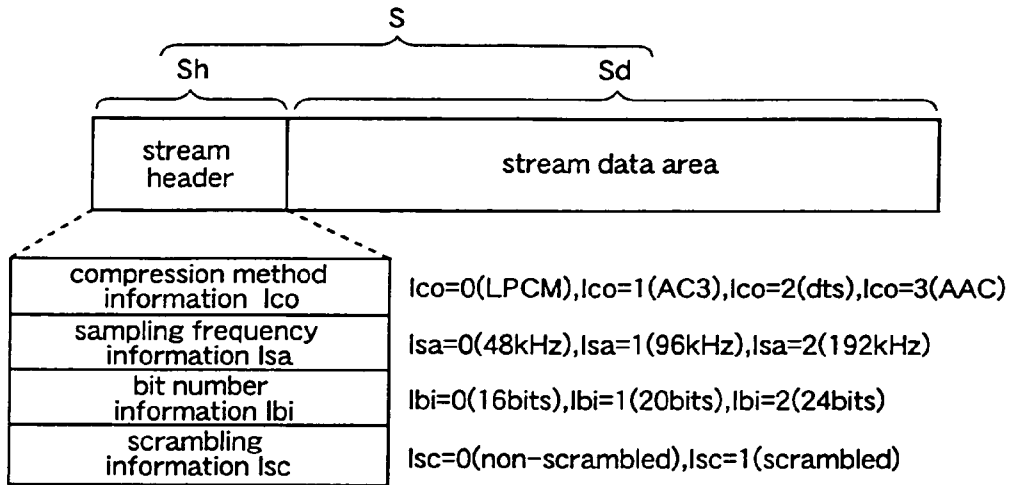 S
Sh
Sd
stream
header
stream data area
compression method
information Ico
Ico=0(LPCM),Ico=1(AC3),Ico=2(dts),Ico=3(AAC)
sampling frequency
information Isa
Isa=0(48kHz),Isa=1(96kHz),Isa=2(192kHz)
bit number
information Ibi
Ibi=0(16bits),Ibi=1(20bits),Ibi=2(24bits)
scrambling
information Isc
Isc=0(non-scrambled),Isc=1(scrambled)